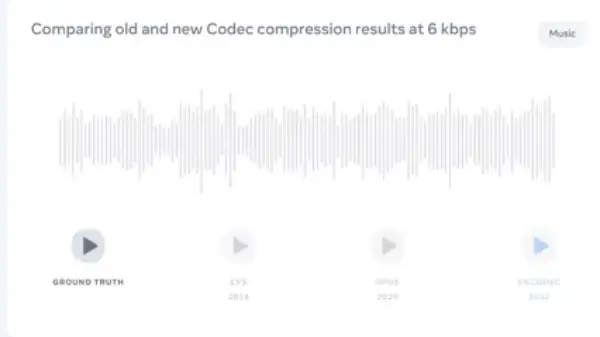 Comparing old and new Codec compression results at 6 kbps
Music
GROUND TRUTH
EVS
OPUS
ENCODEC
2014
2020
2022